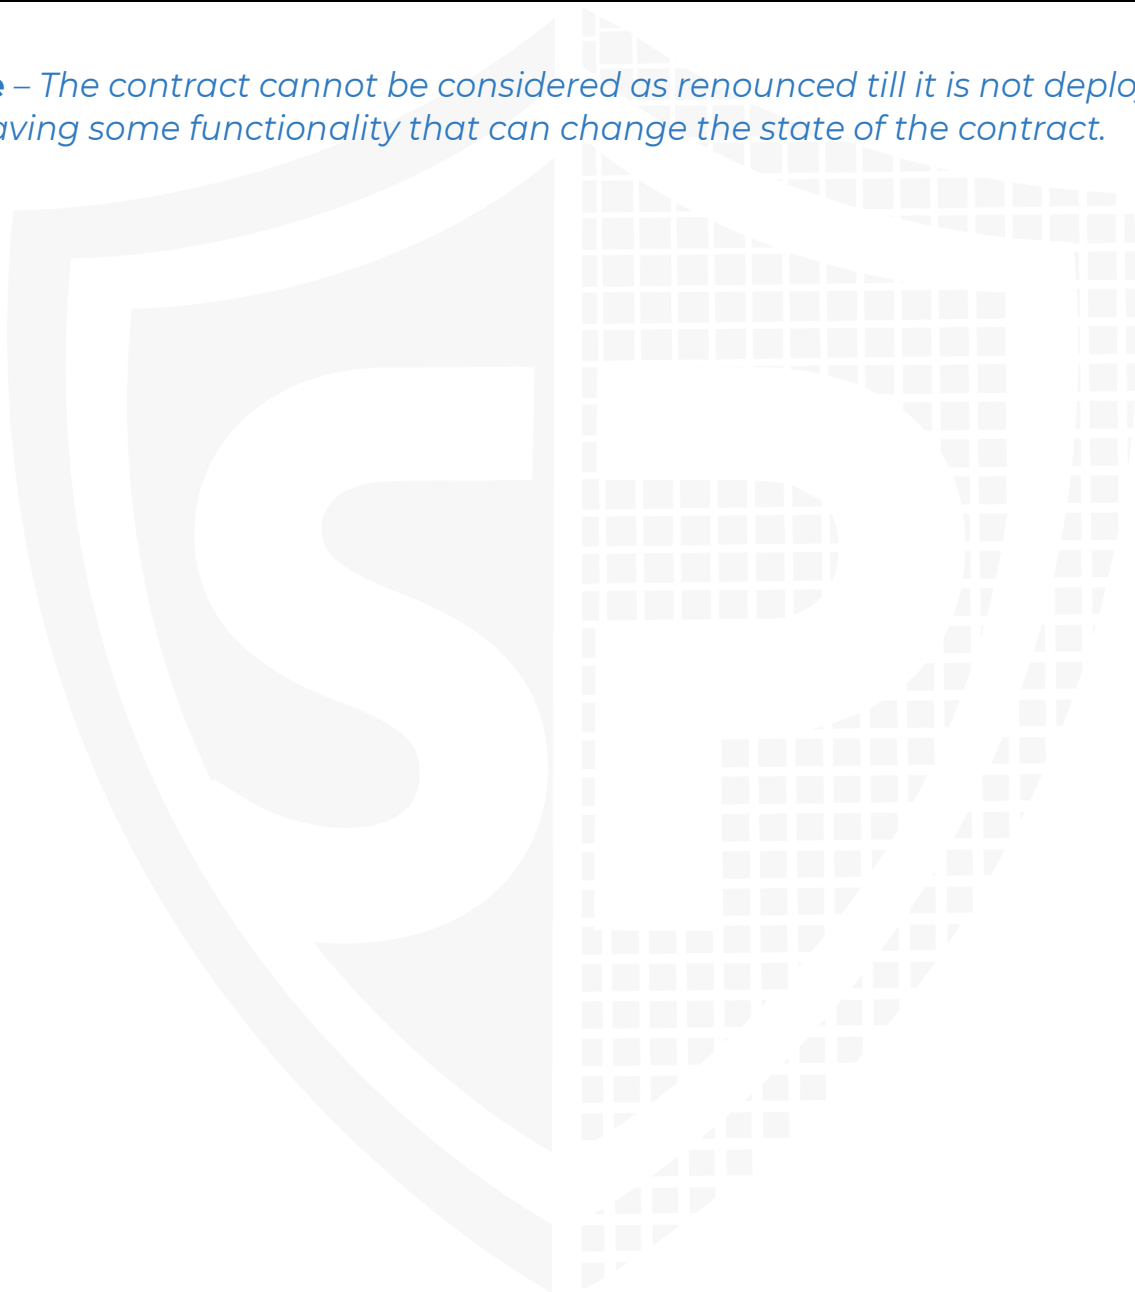 – The contract cannot be considered as renounced till it is not
some functionality that can change the state of the contract.
SP